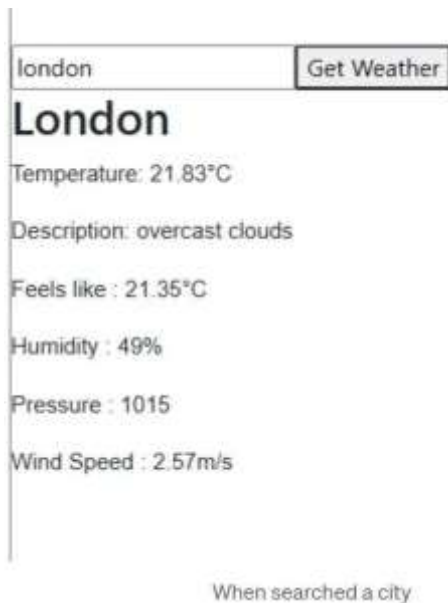 london Get Weather
London
Temperature: 21.83°C
Description: overcast clouds
Feels like : 21.35°C
Humidity : 49%
Pressure : 1015
Wind Speed : 2.57m/s
When searched a city